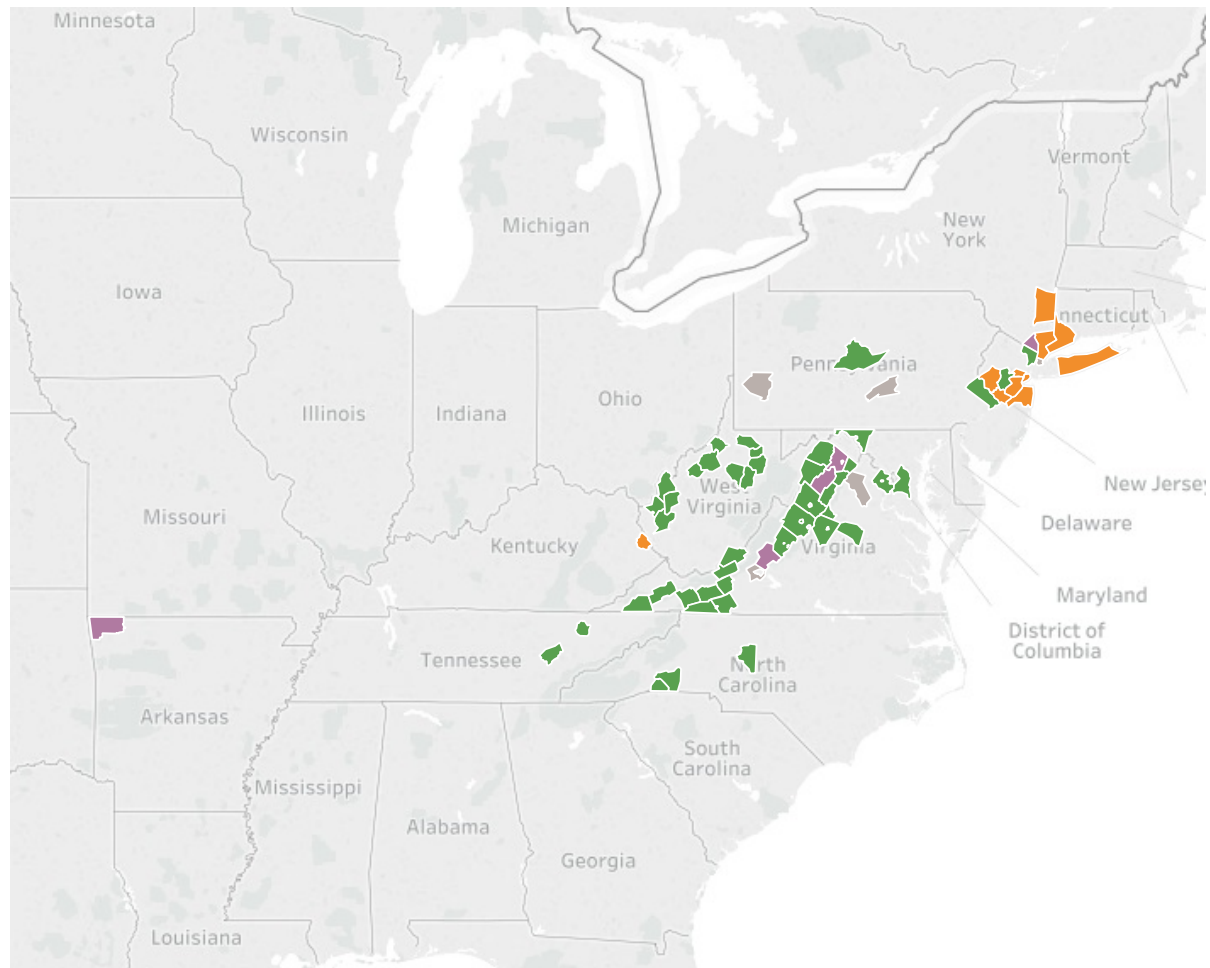 Minnesota
Wisconsin
Vermont
Michigan
New
York
Iowa
nnecticut
Pennsylvania
Ohio
Illinois
Indiana
New Jersey
West
Virginia
Missouri
Delaware
Kentucky
Virginia
Maryland
District of
Columbia
Tennessee
North
Carolina
Arkansas
South
Carolina
Mississippi
Alabama
Georgia
Louisiana